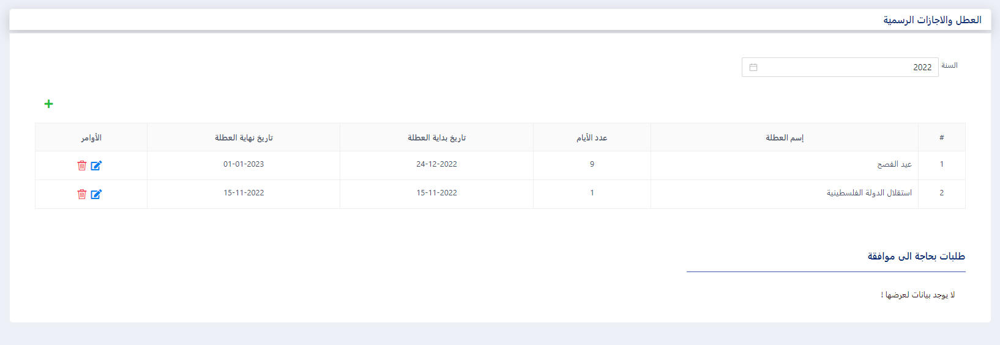 العطل والاجازات الرسمية
السنة 2022
# إسم العطلة عدد الأيام تاريخ بداية العطلة تاريخ نهاية العطلة الأوامر
1 عيد الفصح 9 24-12-2022 01-01-2023
2 استقلال الدولة الفلسطينية 1 15-11-2022 15-11-2022
طلبات بحاجة الى موافقة
لا يوجد بيانات لعرضها !